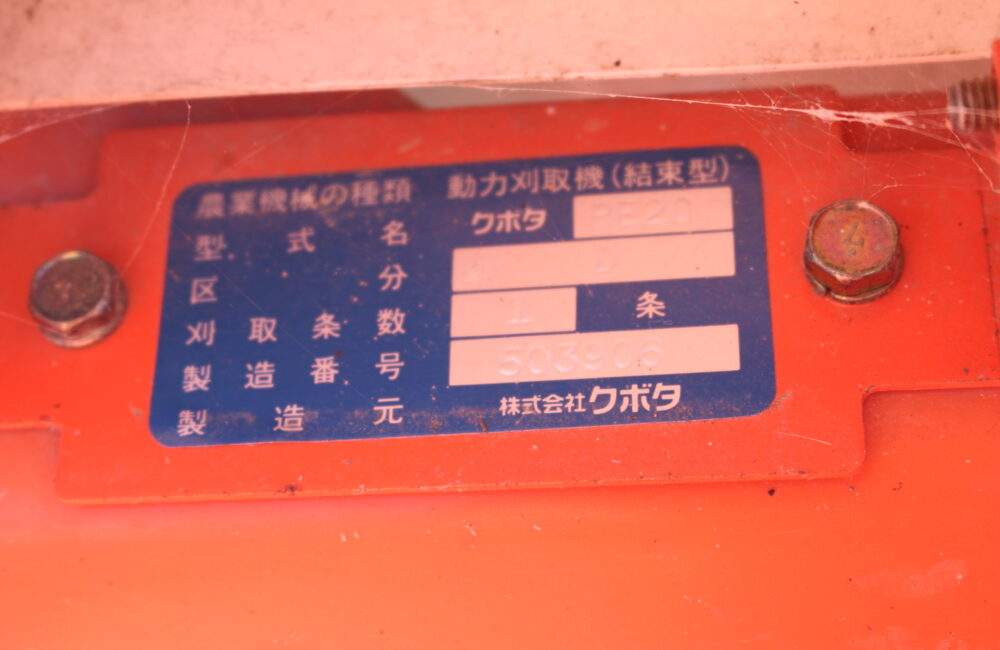 農業機械の種類 動力刈取機(結束型)
型式名 クボタ RE20
区分 A D
刈取条数 1 条
製造番号 503906
製造元 株式会社クボタ
4